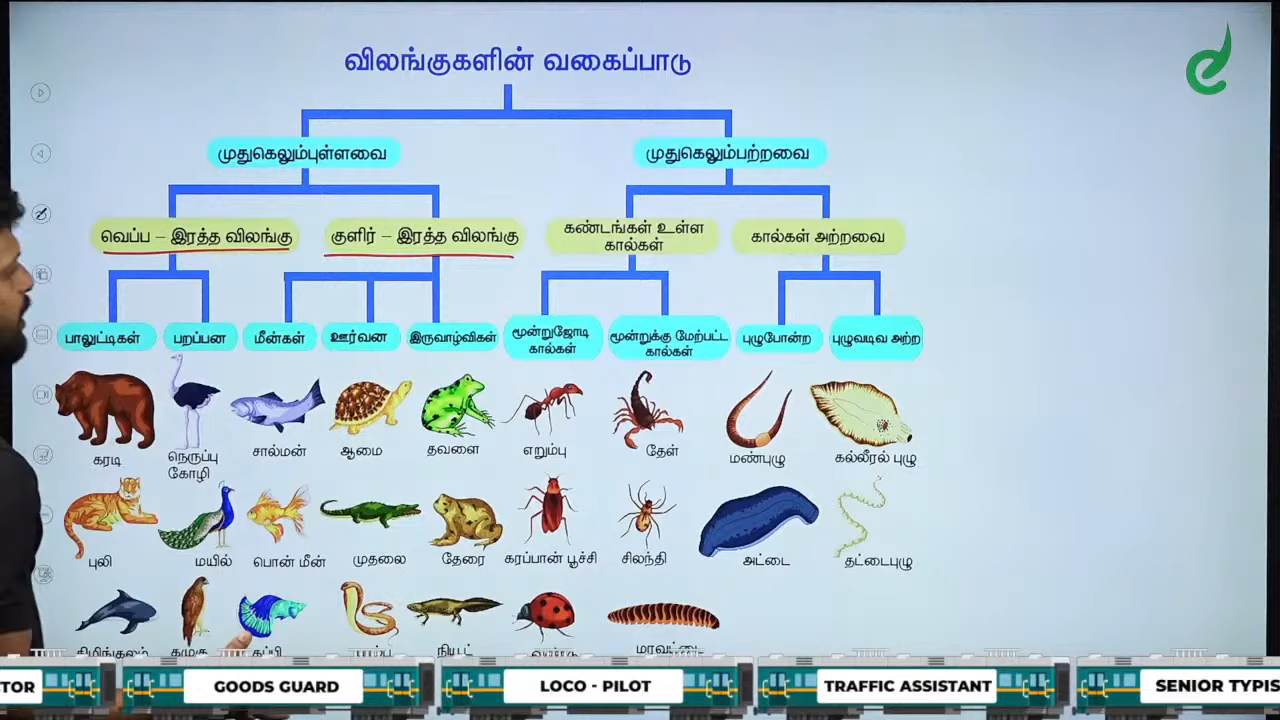 விலங்குகளின் வகைப்பாடு
முதுகெலும்புள்ளவை
முதுகெலும்பற்றவை
வெப்ப – இரத்த விலங்கு
குளிர் – இரத்த விலங்கு
கண்டங்கள் உள்ள
கால்கள்
கால்கள் அற்றவை
பாலுட்டிகள்
பறப்பன
மீன்கள்
ஊர்வன
இருவாழ்விகள்
மூன்றுஜோடி
கால்கள்
மூன்றுக்கு மேற்பட்ட
கால்கள்
புழுபோன்ற
புழுவடிவ அற்ற
கரடி
நெருப்பு
கோழி
சால்மன்
ஆமை
தவளை
எறும்பு
தேள்
மண்புழு
கல்லீரல் புழு
புலி
மயில்
பொன் மீன்
முதலை
தேரை
கரப்பான் பூச்சி
சிலந்தி
அட்டை
தட்டைபுழு
GOODS GUARD
LOCO - PILOT
TRAFFIC ASSISTANT
SENIOR